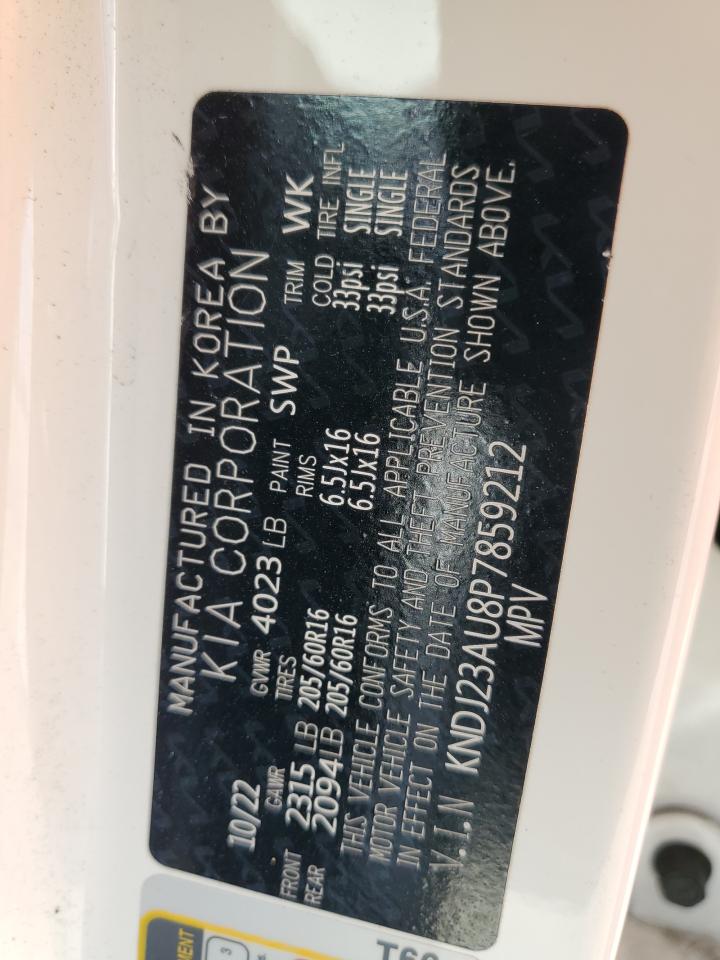 MANUFACTURED IN KOREA BY
KIA CORPORATION
10/22 GVWR 4023 LB PAINT SWP TRIM WK
GAWR TIRES RIMS COLD TIRE INFL
FRONT 2315 LB 205/60R16 6.5Jx16 33psi SINGLE
REAR 2094 LB 205/60R16 6.5Jx16 33psi SINGLE
THIS VEHICLE CONFORMS TO ALL APPLICABLE U.S.A. FEDERAL
MOTOR VEHICLE SAFETY AND THEFT PREVENTION STANDARDS
IN EFFECT ON THE DATE OF MANUFACTURE SHOWN ABOVE.
V.I.N KNDJ23AU8P7859212
MPV
3